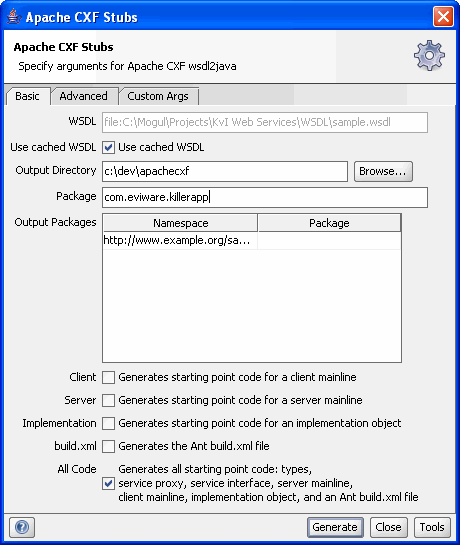 Apache CXF Stubs
Apache CXF Stubs
Specify arguments for Apache CXF wsdl2java
Basic Advanced Custom Args
WSDL file:C:\Mogul\Projects\KvI Web Services\WSDL\sample.wsdl
Use cached WSDL Use cached WSDL
Output Directory c:\dev\apachecxf Browse...
Package com.eviware.killerapp
Output Packages Namespace Package
http://www.example.org/sa...
Client Generates starting point code for a client mainline
Server Generates starting point code for a server mainline
Implementation Generates starting point code for an implementation object
build.xml Generates the Ant build.xml file
All Code Generates all starting point code: types,
service proxy, service interface, server mainline,
client mainline, implementation object, and an Ant build.xml file
? Generate Close Tools